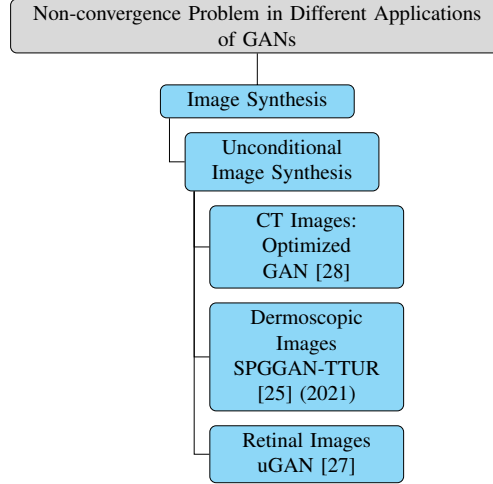 Non-convergence Problem in Different Applications
of GANs
Image Synthesis
Unconditional
Image Synthesis
CT Images:
Optimized
GAN [28]
Dermoscopic
Images
SPGGAN-TTUR
[25] (2021)
Retinal Images
uGAN [27]